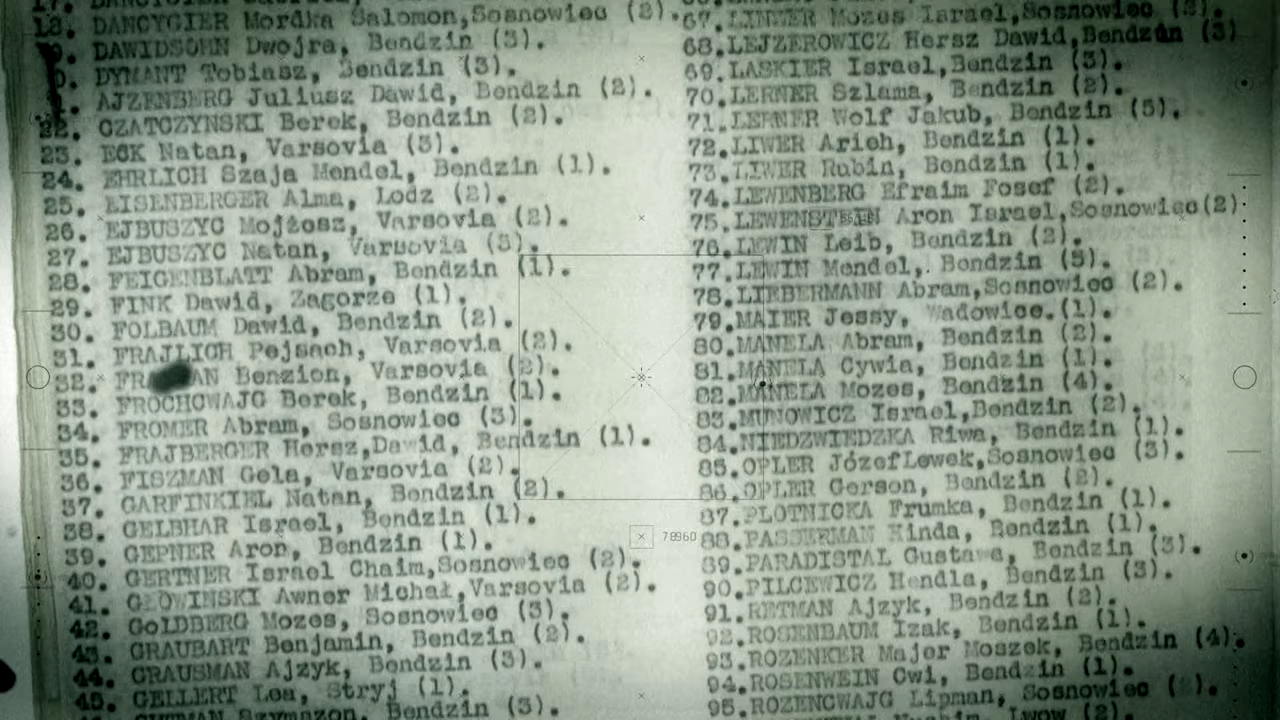 DANCYGIER
18. DANCYGIER Mordka Salomon,Sosnowiec (2).
DAWIDSOHN Dwojra, Bendzin (3).
DYMANT Tobiasz, Bendzin (3).
AJZENBERG Juliusz Dawid, Bendzin (2).
22. CZATCZYNSKI Berek, Bendzin (2).
23. ECK Natan, Varsovia (3).
24. EHRLICH Szaja Mendel, Bendzin (1).
25. EISENBERGER Alma, Lodz (2).
26. EJBUSZYC Mojżesz, Varsovia (2).
27. EJBUSZYC Natan, Varsovia (3).
28. FEIGENBLATT Abram, Bendzin (1).
29. FINK Dawid, Zagorze (1).
30. FOLBAUM Dawid, Bendzin (2).
31. FRAJLICH Pejsach, Varsovia (2).
32. Benzion, Varsovia (2).
33. FROCHCWAJG Berek, Bendzin (1).
34. FROMER Abram, Sosnowiec (3).
35. FRAJBERGER Hersz,Dawid, Bendzin (1).
36. FISZMAN Gela, Varsovia (2).
37. GARFINKIEL Natan, Bendzin (2).
38. GELBHAR Israel, Bendzin (1).
39. GEPNER Aron, Bendzin (1).
40. GERTNER Israel Chaim,Sosnowiec (2).
41. GŁOWINSKI Awner Michał,Varsovia (2).
42. GoLDBERG Mozes, Sosnowiec (3).
43. GRAUBART Benjamin, Bendzin (2).
44. GRAUSMAN Ajzyk, Bendzin (3).
45. GELLERT Lea, Stryj (1).
Szymazon, Bendzin (3).
67. LINNER Mozes Israel,Sosnowiec (3).
68.LEJZEROWICZ Hersz Dawid,Bendzin (3)
69.LASKIER Israel,Bendzin (3).
70.LERNER Szlama, Bendzin (2).
71.LERNER Wolf Jakub, Bendzin (5).
72.LIWER Arieh, Bendzin (1).
73.LIWER Rubin, Bendzin (1).
74.LEWENBERG Efraim Fosef (2).
75.LEWENSTEIN Aron Israel,Sosnowiec(2)
76.LEWIN Leib, Bendzin (2).
77.LEWIN Mendel,. Bendzin (5).
78.LIEBERMANN Abram,Sosnowiec (2).
79.MAIER Jessy, Wadowice.(1).
80.MANELA Abram, Bendzin (2).
81.MANELA Cywia, Bendzin (1).
82.MANELA Mozes, Bendzin (4).
83.MUNOWICZ Israel,Bendzin (2).
84.NIEDZWIEDZKA Riwa, Bendzin (1).
85.OPLER JózefLewek,Sosnowiec (3).
86.OPLER Gerson, Bendzin (2).
87.PLOTNICKA Frumka, Bendzin (1).
88.PASSERMAN Hinda, Bendzin (1).
89.PARADISTAL Gustawa, Bendzin (3).
90.PILCEWICZ Hendla, Bendzin (3).
91.RETMAN Ajzyk, Bendzin (2).
92.ROSENBAUM Izak, Bendzin (1).
93.ROZENKER Majer Moszek, Bendzin (4).
94.ROSENWEIN Cwi, Bendzin (1).
95.ROZENCWAJG Lipman, Sosnowiec
Lwow (2).
78960